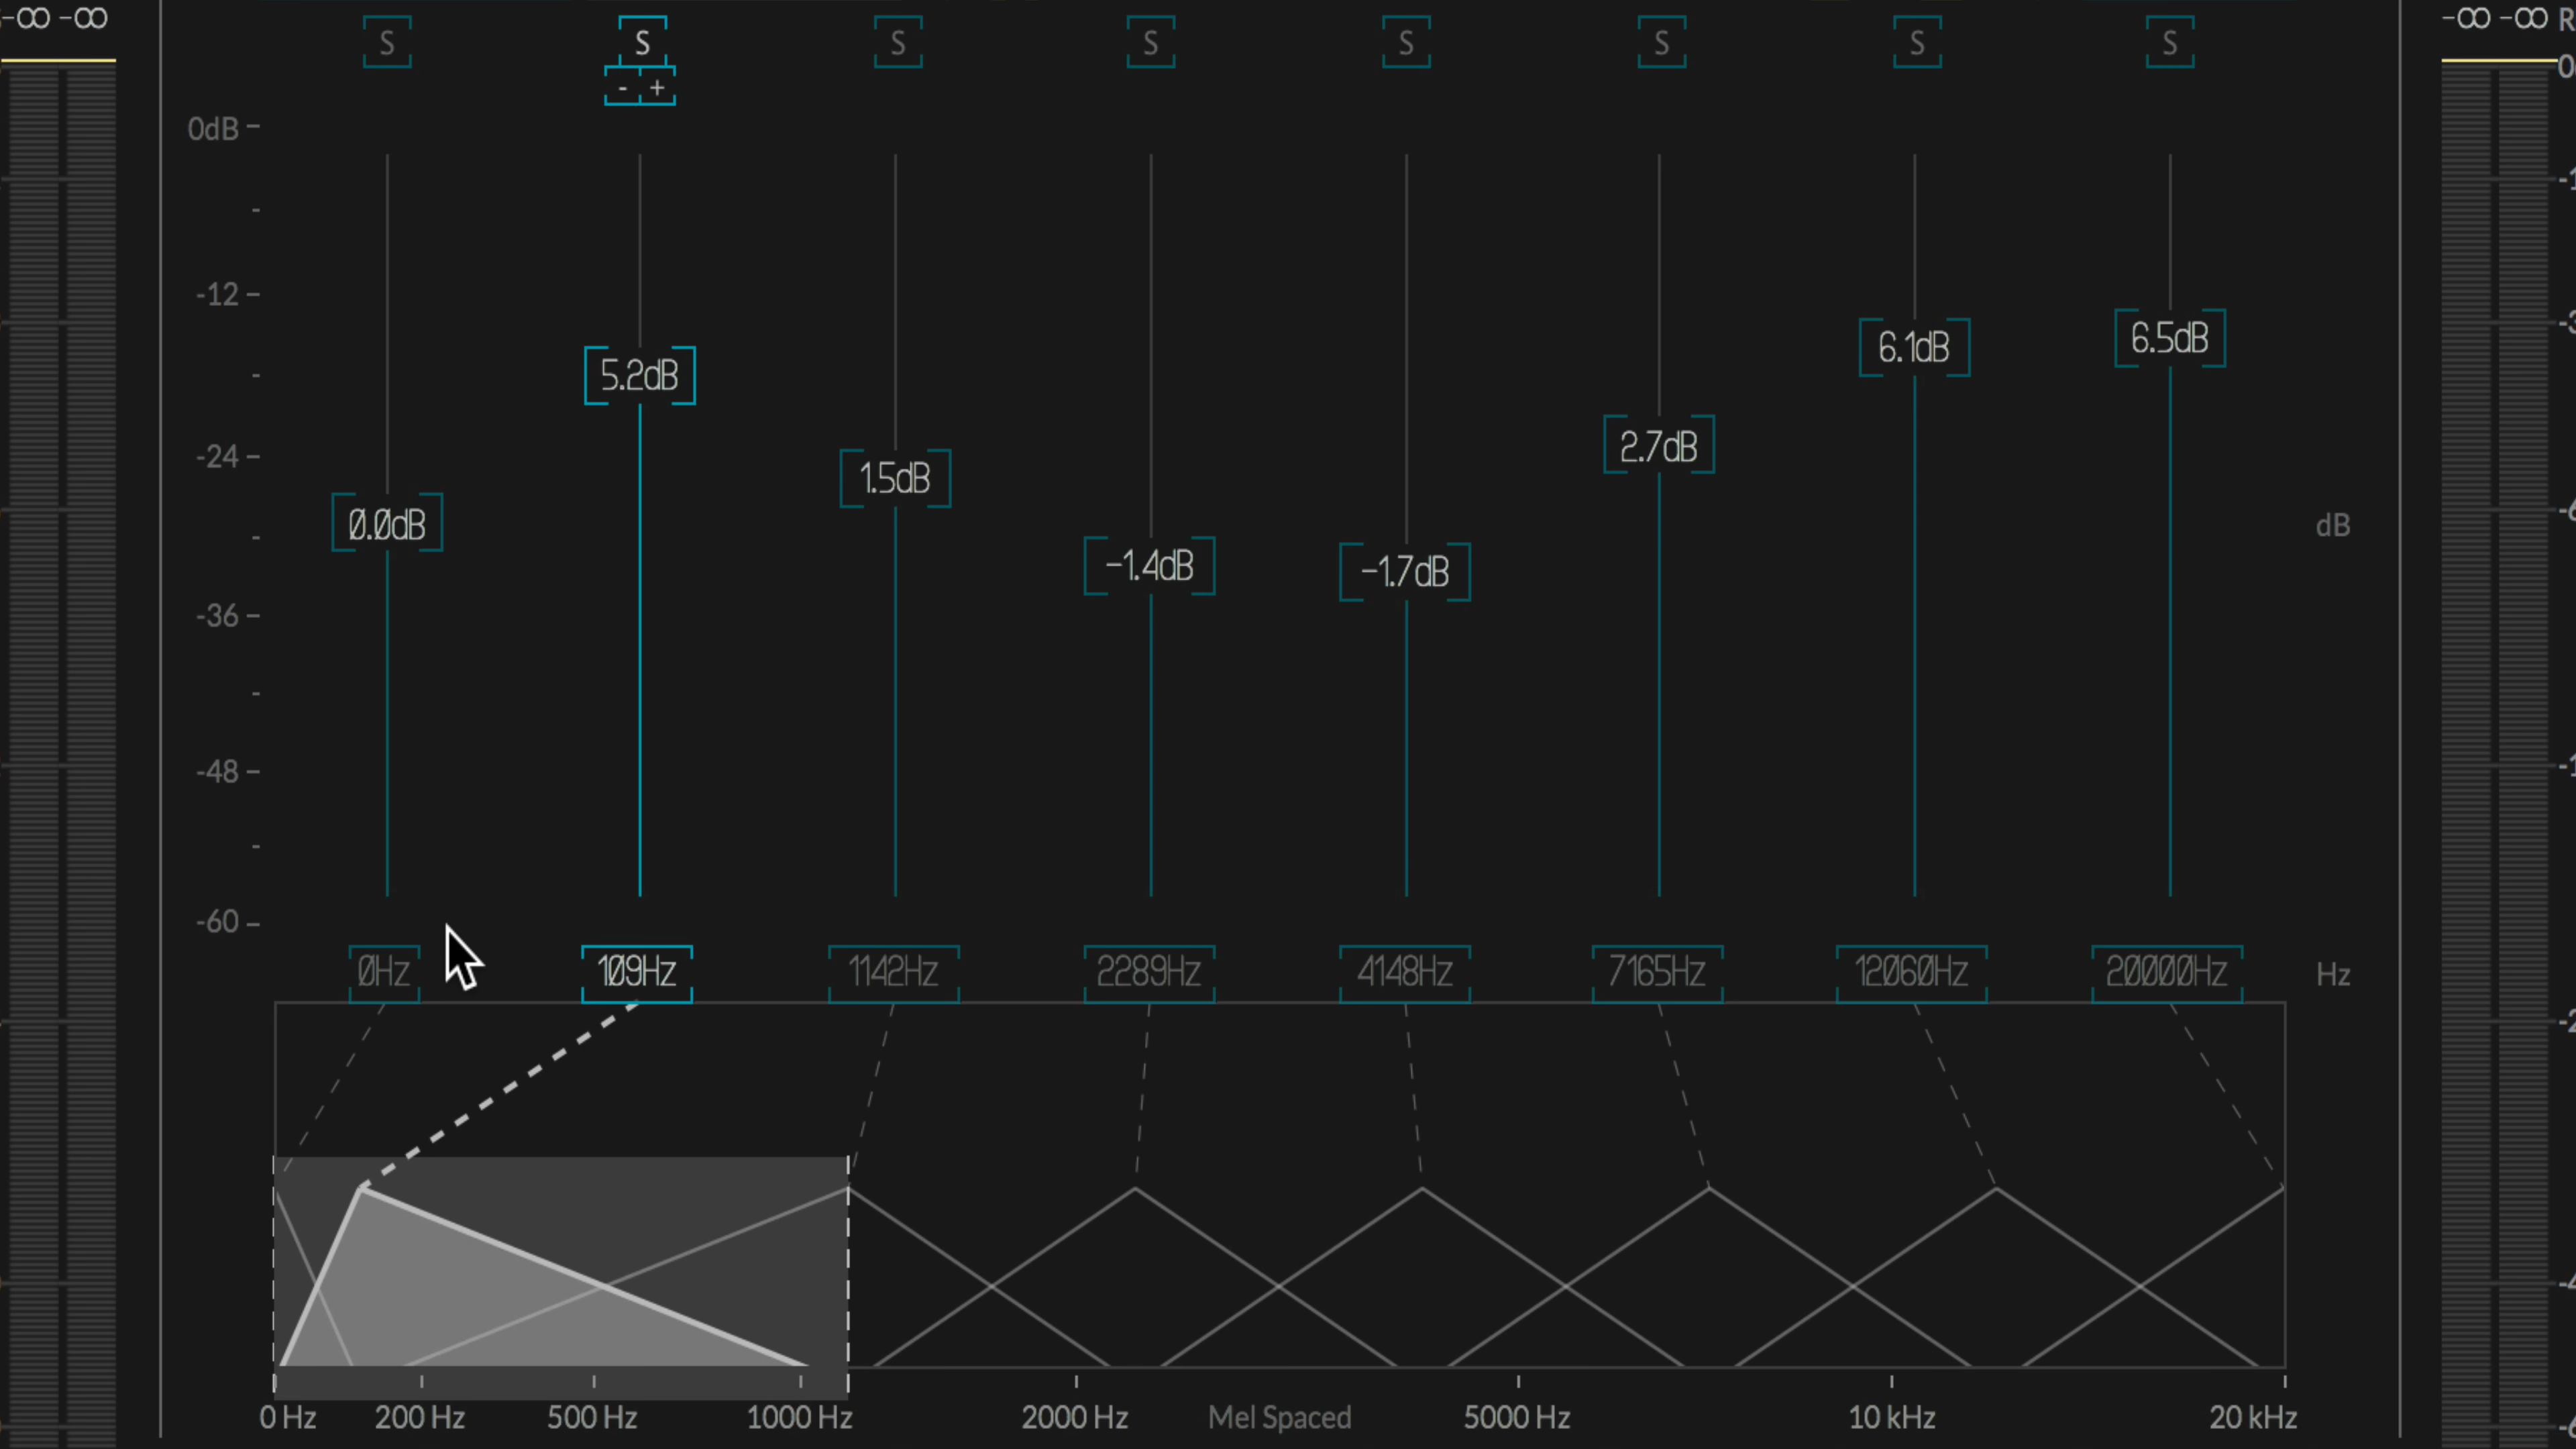 -∞ -∞
S S S S S S S S
-∞ -∞ R
- +
0
0dB
-12
-24
-36
-48
-60
0.0dB 5.2dB 1.5dB -1.4dB -1.7dB 2.7dB 6.1dB 6.5dB
dB
0Hz 109Hz 1142Hz 2289Hz 4148Hz 7165Hz 12060Hz 20000Hz Hz
0 Hz 200 Hz 500 Hz 1000 Hz 2000 Hz Mel Spaced 5000 Hz 10 kHz 20 kHz